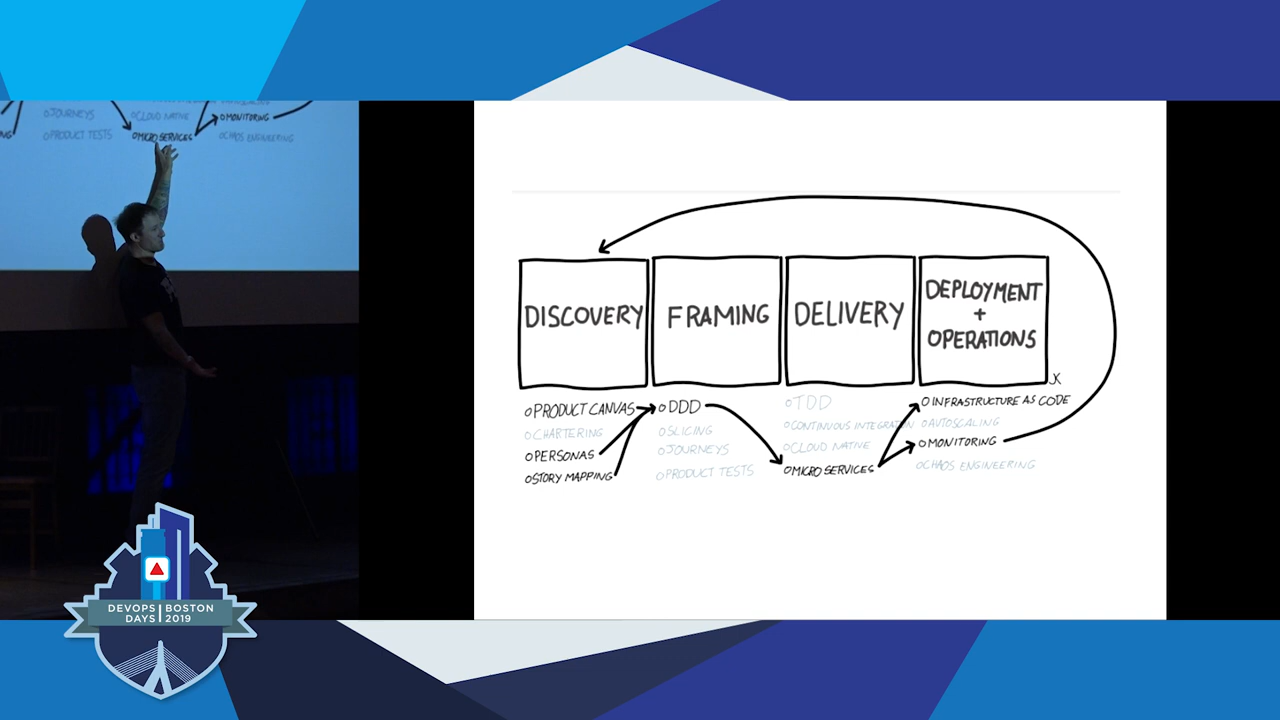 JOURNEYS
PRODUCT TESTS
CLOUD NATIVE
MICRO SERVICES
MONITORING
CHAOS ENGINEERING
DISCOVERY
FRAMING
DELIVERY
DEPLOYMENT
+
OPERATIONS
PRODUCT CANVAS
CHARTERING
PERSONAS
STORY MAPPING
DDD
SLICING
JOURNEYS
PRODUCT TESTS
TDD
CONTINUOUS INTEGRATION
CLOUD NATIVE
MICRO SERVICES
INFRASTRUCTURE AS CODE
AUTOSCALING
MONITORING
CHAOS ENGINEERING
DEVOPS BOSTON
DAYS 2019